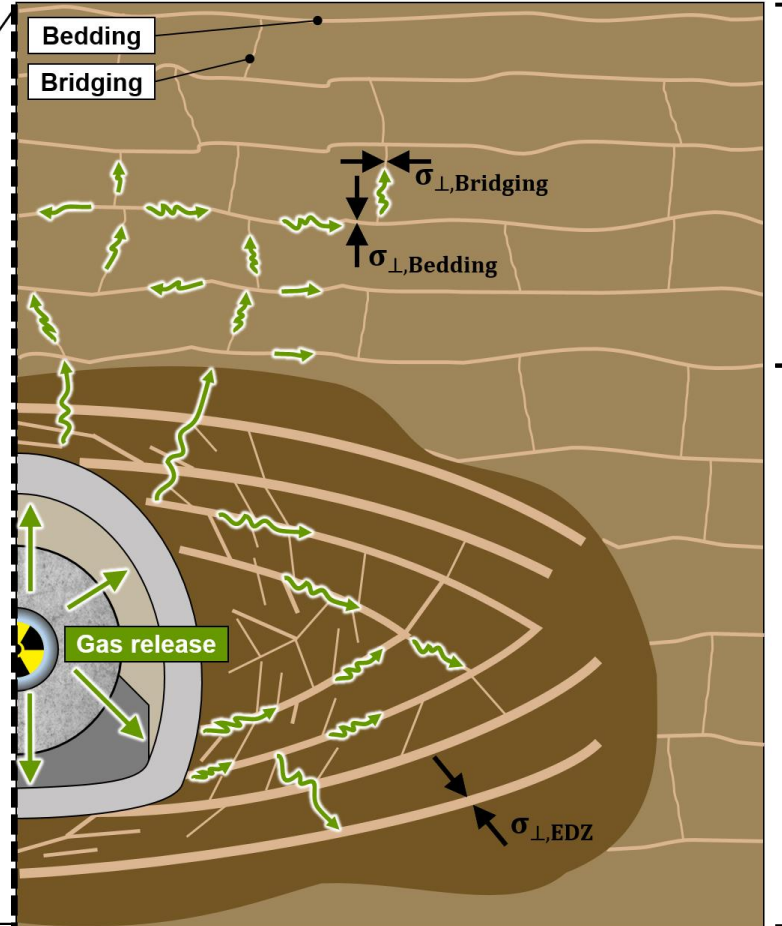 Bedding
Bridging
σ⊥,Bridging
σ⊥,Bedding
Gas release
σ⊥,EDZ